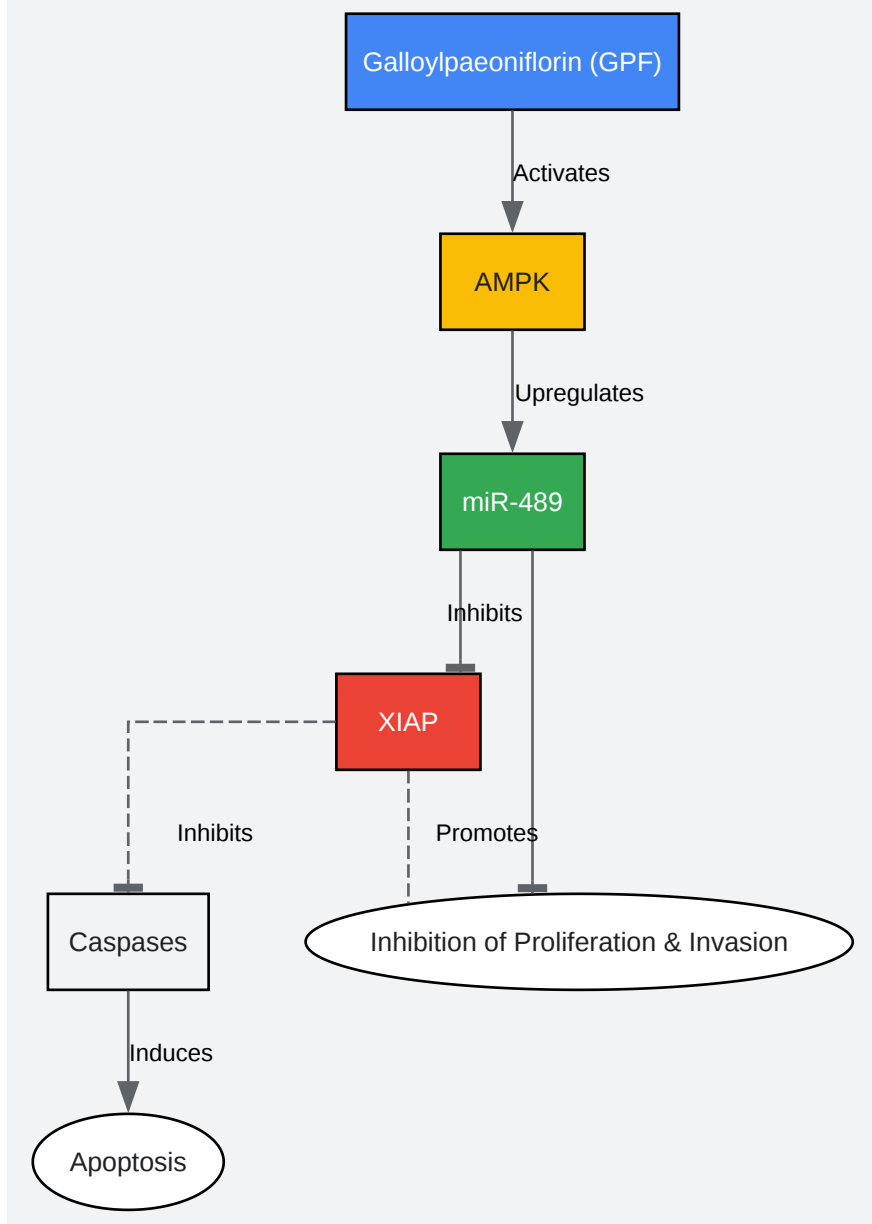 Galloylpaeoniflorin (GPF)
Activates
AMPK
Upregulates
miR-489
Inhibits
XIAP
Inhibits
Promotes
Caspases
Inhibition of Proliferation & Invasion
Induces
Apoptosis